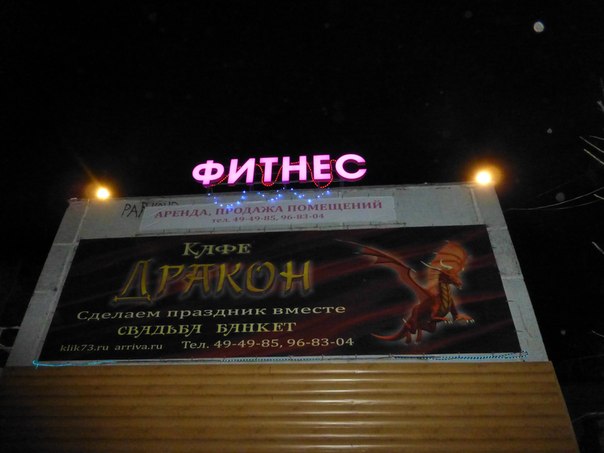 ФИТНЕС
АРЕНДА, ПРОДАЖА ПОМЕЩЕНИЙ
тел. 49-49-85, 96-83-04
КАФЕ
ДРАКОН
Сделаем праздник вместе
СВАДЬБА БАНКЕТ
klik73.ru arriva.ru Тел. 49-49-85, 96-83-04